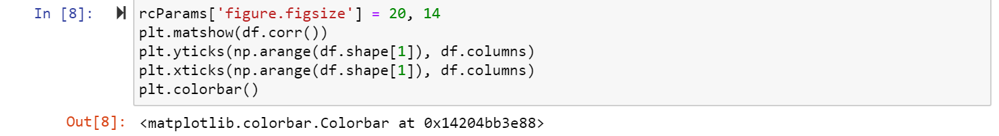 In [8]: rcParams['figure.figsize'] = 20, 14
plt.matshow(df.corr())
plt.yticks(np.arange(df.shape[1]), df.columns)
plt.xticks(np.arange(df.shape[1]), df.columns)
plt.colorbar()
Out[8]: <matplotlib.colorbar.Colorbar at 0x14204bb3e88>